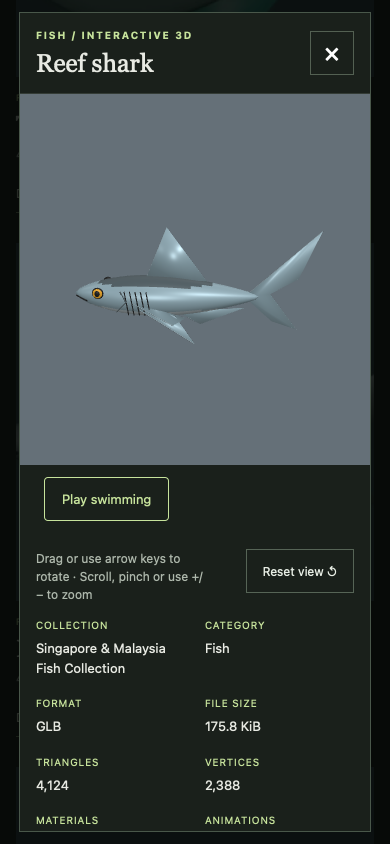 FISH / INTERACTIVE 3D
Reef shark
×
Play swimming
Drag or use arrow keys to
rotate · Scroll, pinch or use +/
− to zoom
Reset view ↺
COLLECTION
Singapore & Malaysia
Fish Collection
CATEGORY
Fish
FORMAT
GLB
FILE SIZE
175.8 KiB
TRIANGLES
4,124
VERTICES
2,388
MATERIALS
ANIMATIONS